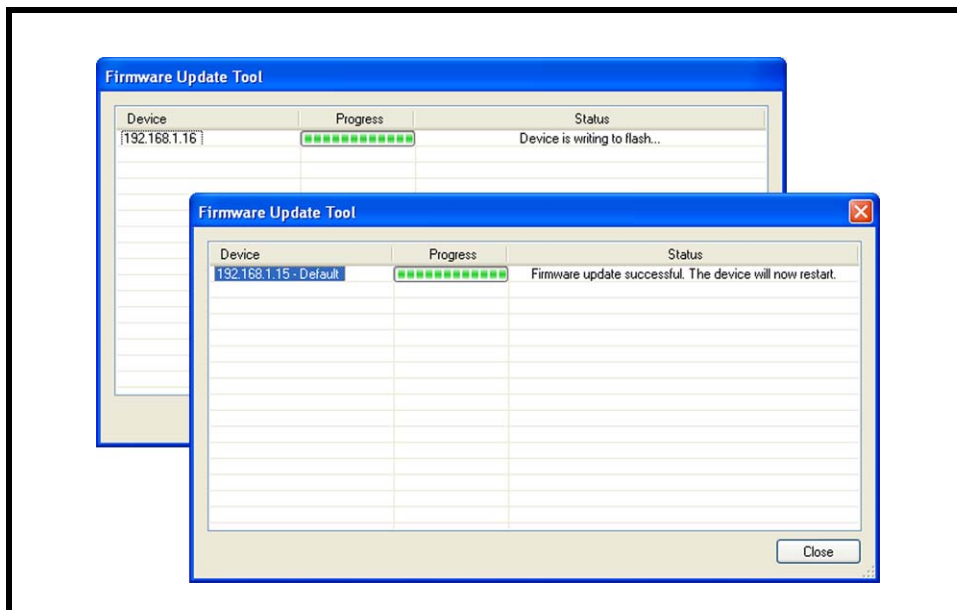 Firmware Update Tool
Device Progress Status
192.168.1.16 Device is writing to flash...
Firmware Update Tool
Device Progress Status
192.168.1.15 - Default Firmware update successful. The device will now restart.
Close